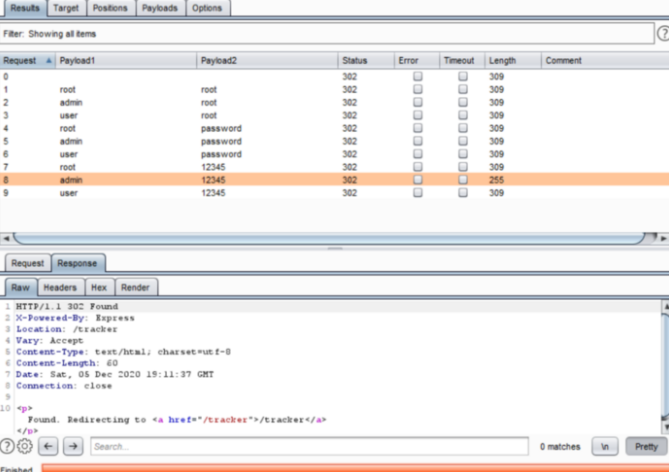 Results Target Positions Payloads Options
Filter: Showing all items
Request Payload1 Payload2 Status Error Timeout Length Comment
0 302 309
1 root root 302 309
2 admin root 302 309
3 user root 302 309
4 root password 302 309
5 admin password 302 309
6 user password 302 309
7 root 12345 302 309
8 admin 12345 302 255
9 user 12345 302 309
Request Response
Raw Headers Hex Render
1 HTTP/1.1 302 Found
2 X-Powered-By: Express
3 Location: /tracker
4 Vary: Accept
5 Content-Type: text/html; charset=utf-8
6 Content-Length: 60
7 Date: Sat, 05 Dec 2020 19:11:37 GMT
8 Connection: close
9
10 <p>
Found. Redirecting to <a href="/tracker">/tracker</a>
</p>
Search... 0 matches \n Pretty
Finished